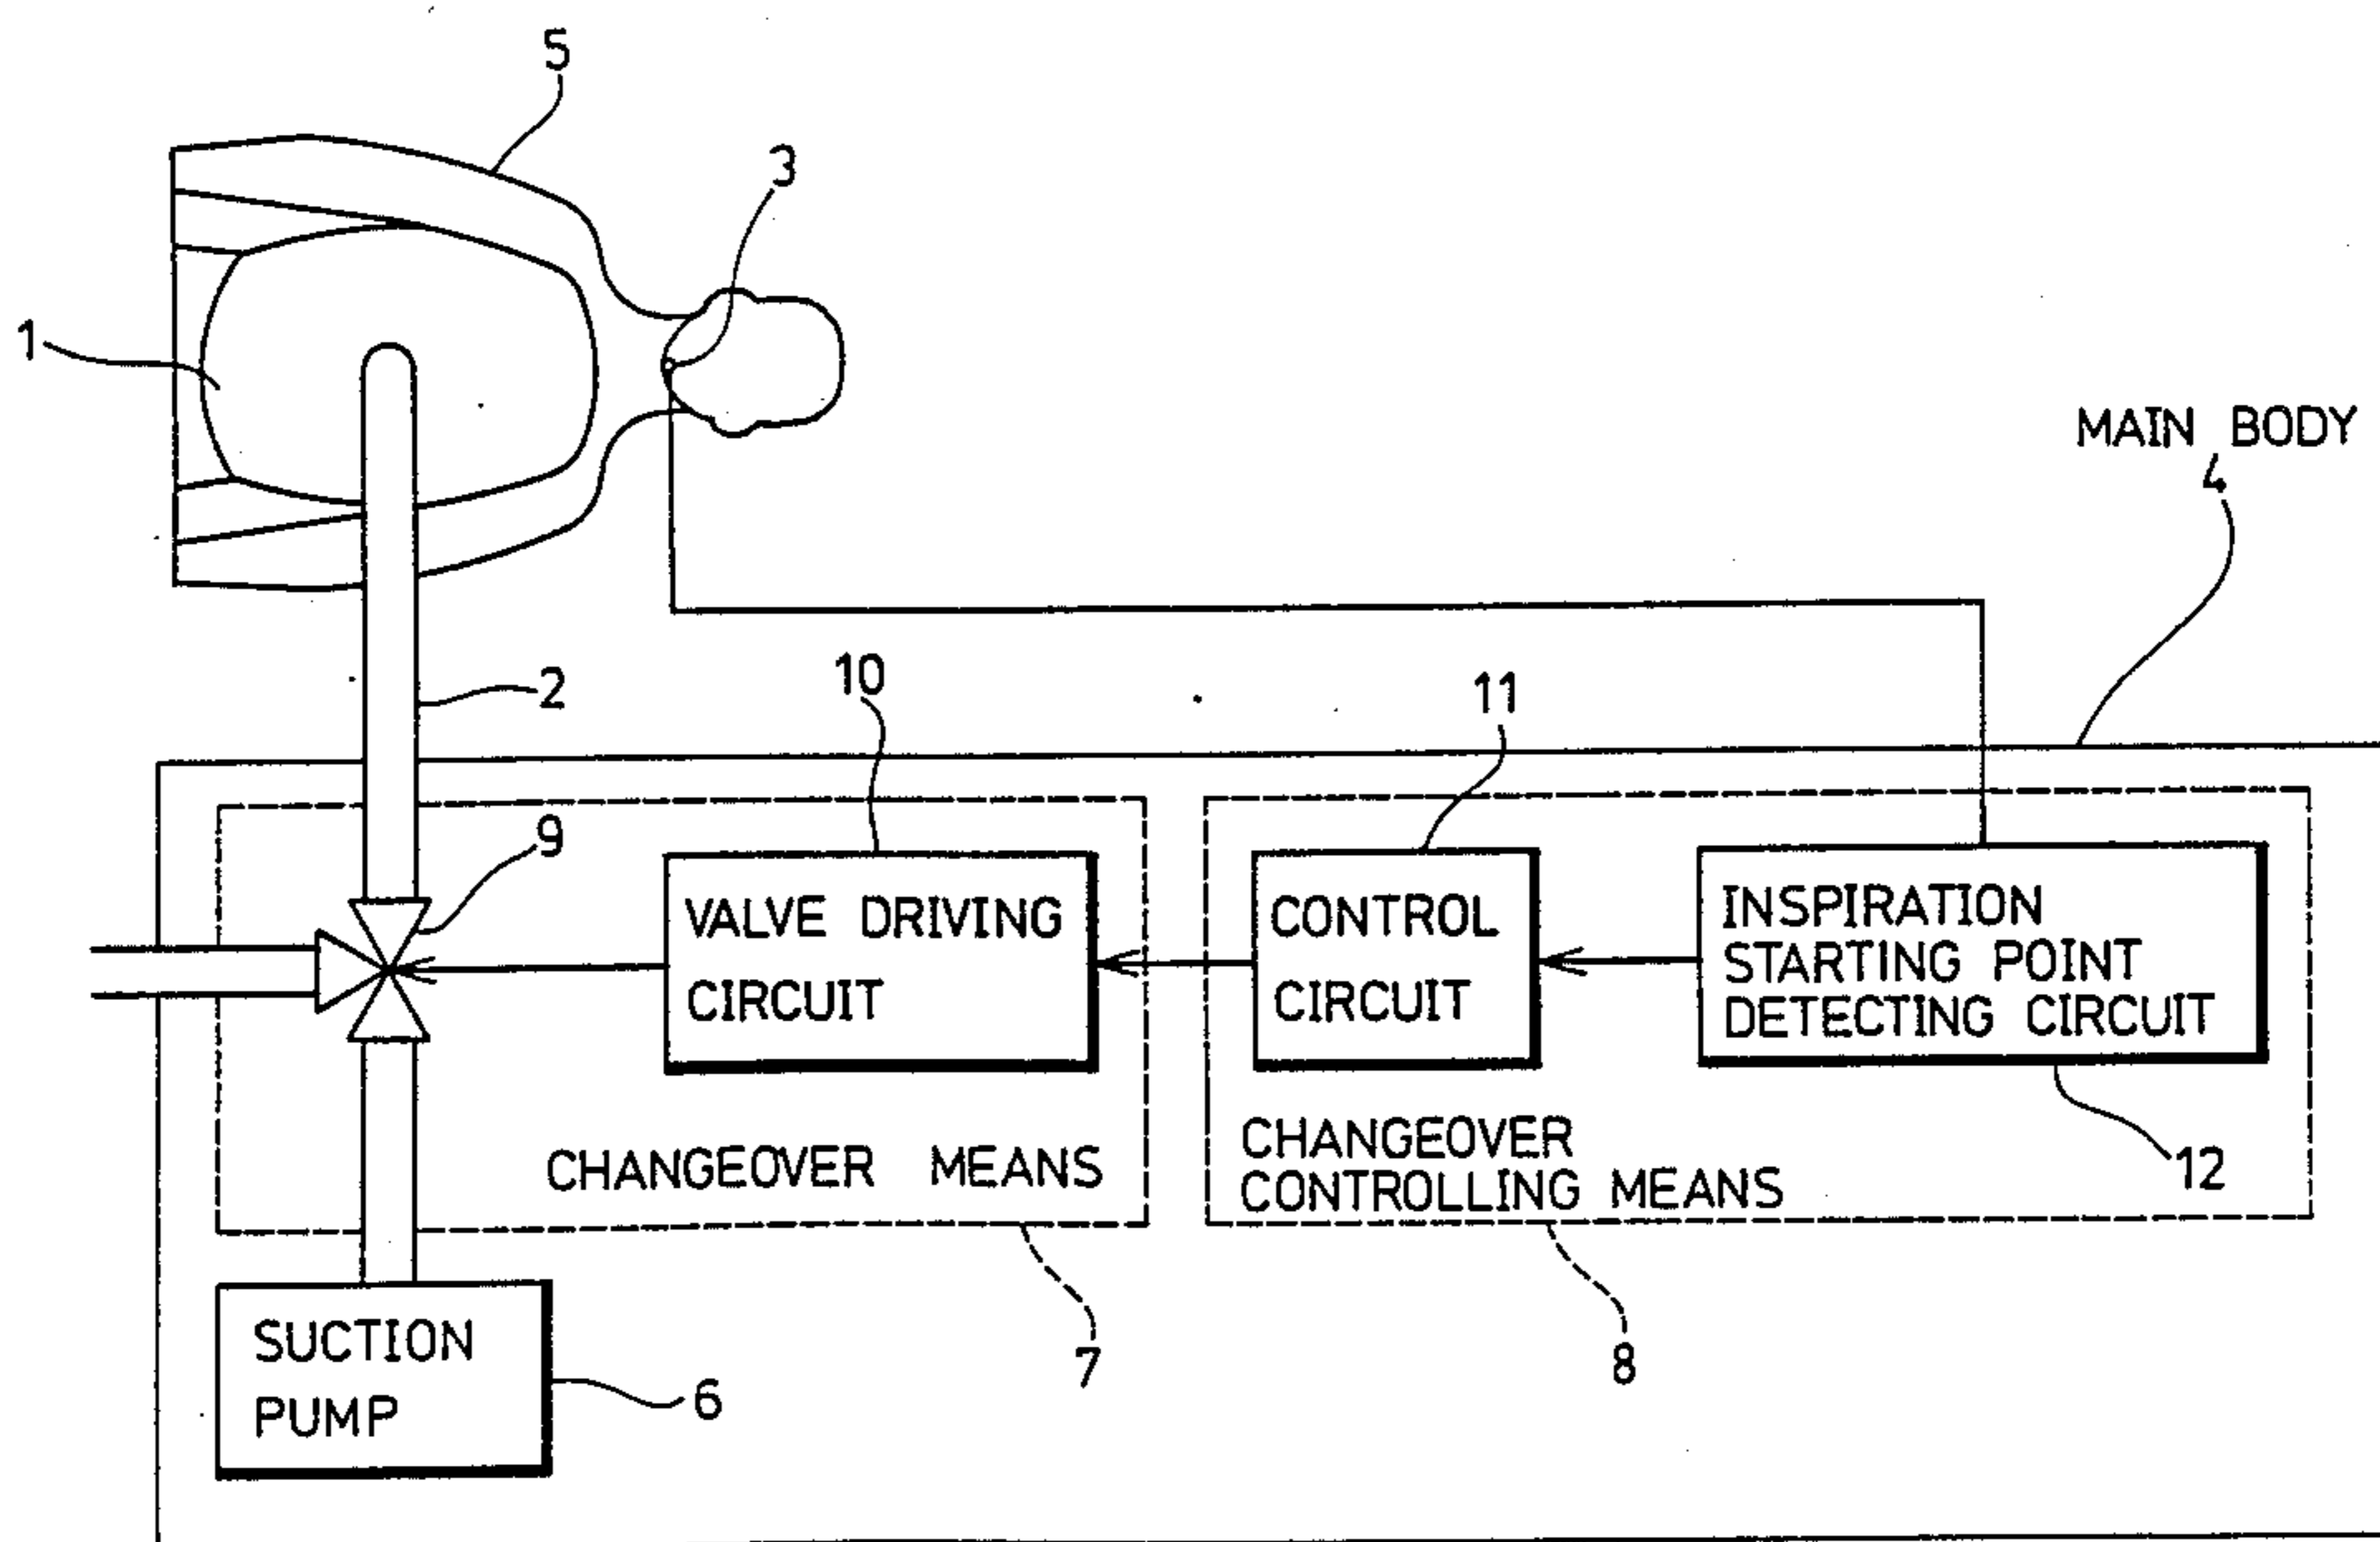 5
3
1
MAIN BODY
4
2
10
11
9
VALVE DRIVING
CIRCUIT
CONTROL
CIRCUIT
INSPIRATION
STARTING POINT
DETECTING CIRCUIT
CHANGEOVER MEANS
CHANGEOVER
CONTROLLING MEANS
12
SUCTION
PUMP
6
7
8